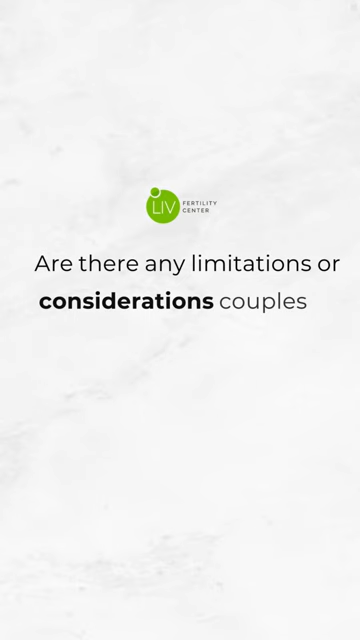 LIV FERTILITY
CENTER
Are there any limitations or
considerations couples